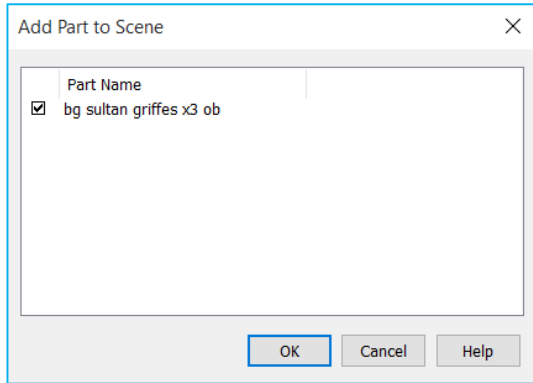 Add Part to Scene
Part Name
bg sultan griffes x3 ob
OK Cancel Help